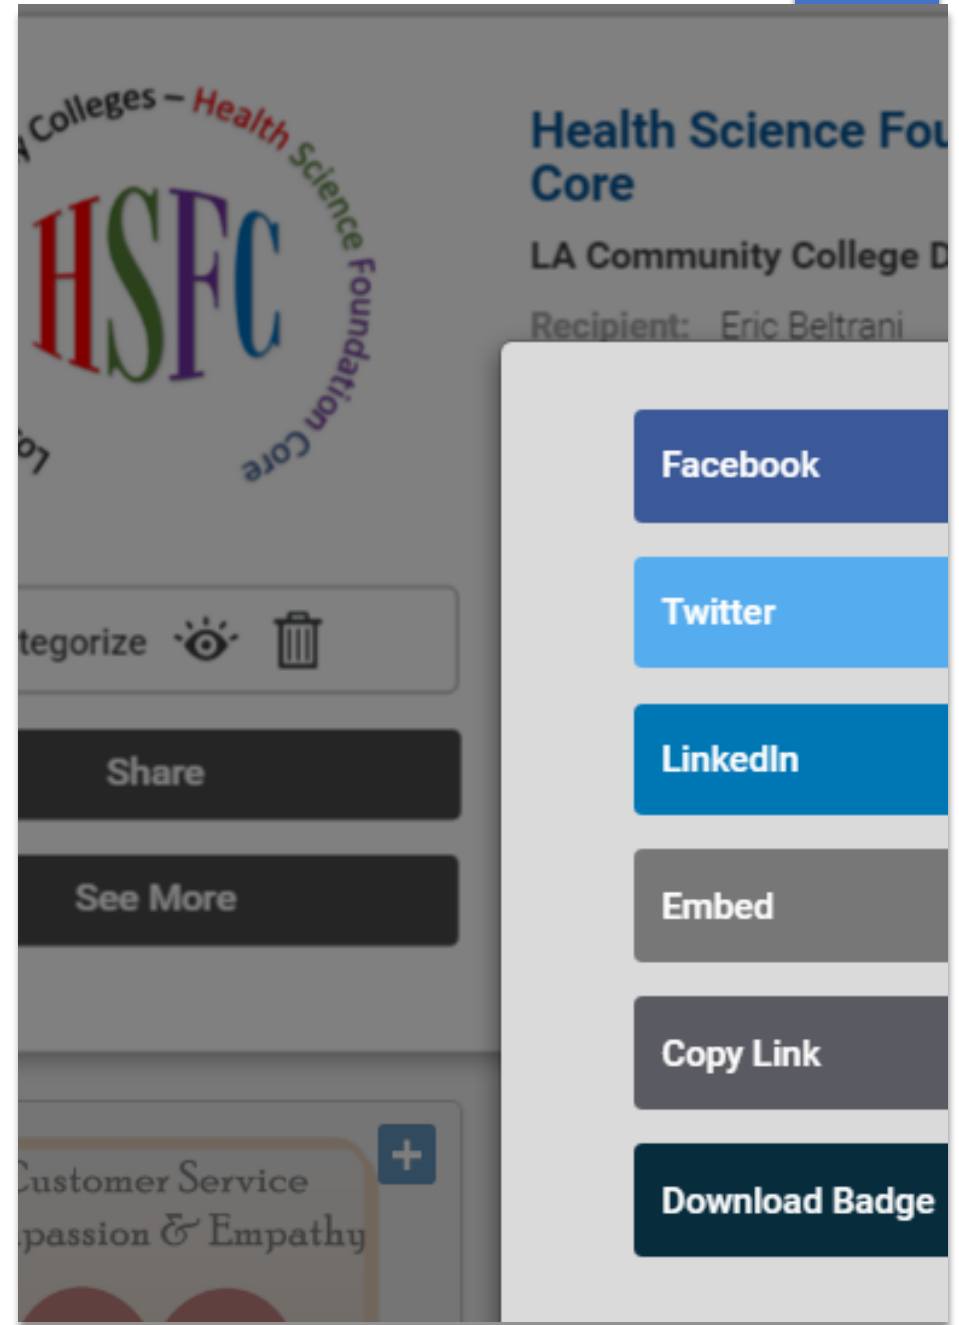 y Colleges – Health Science Foundation Core
Los
HSFC
Health Science Fou
Core
LA Community College D
Recipient: Eric Beltrani
Facebook
Twitter
LinkedIn
Embed
Copy Link
Download Badge
tegorize
Share
See More
Customer Service
passion & Empathy